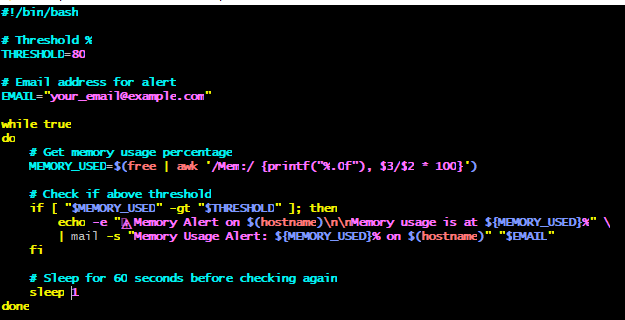 #!/bin/bash
# Threshold %
THRESHOLD=80
# Email address for alert
EMAIL="your_email@example.com"
while true
do
    # Get memory usage percentage
    MEMORY_USED=$(free | awk '/Mem:/ {printf("%.0f"), $3/$2 * 100}')
    # Check if above threshold
    if [ "$MEMORY_USED" -gt "$THRESHOLD" ]; then
        echo -e "⚠ Memory Alert on $(hostname)\n\nMemory usage is at ${MEMORY_USED}%" \
        | mail -s "Memory Usage Alert: ${MEMORY_USED}% on $(hostname)" "$EMAIL"
    fi
    # Sleep for 60 seconds before checking again
    sleep 1
done